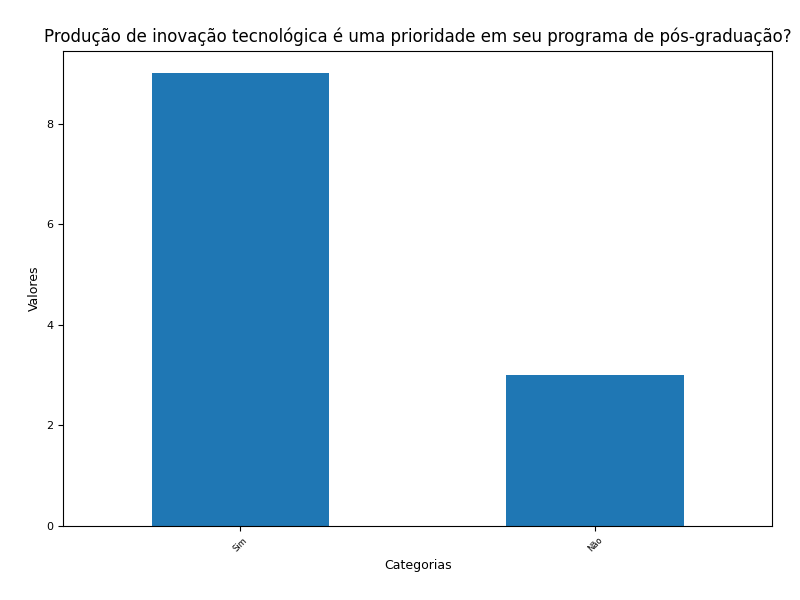 Produção de inovação tecnológica é uma prioridade em seu programa de pós-graduação?
Valores
8
6
4
2
0
Sim
Não
Categorias